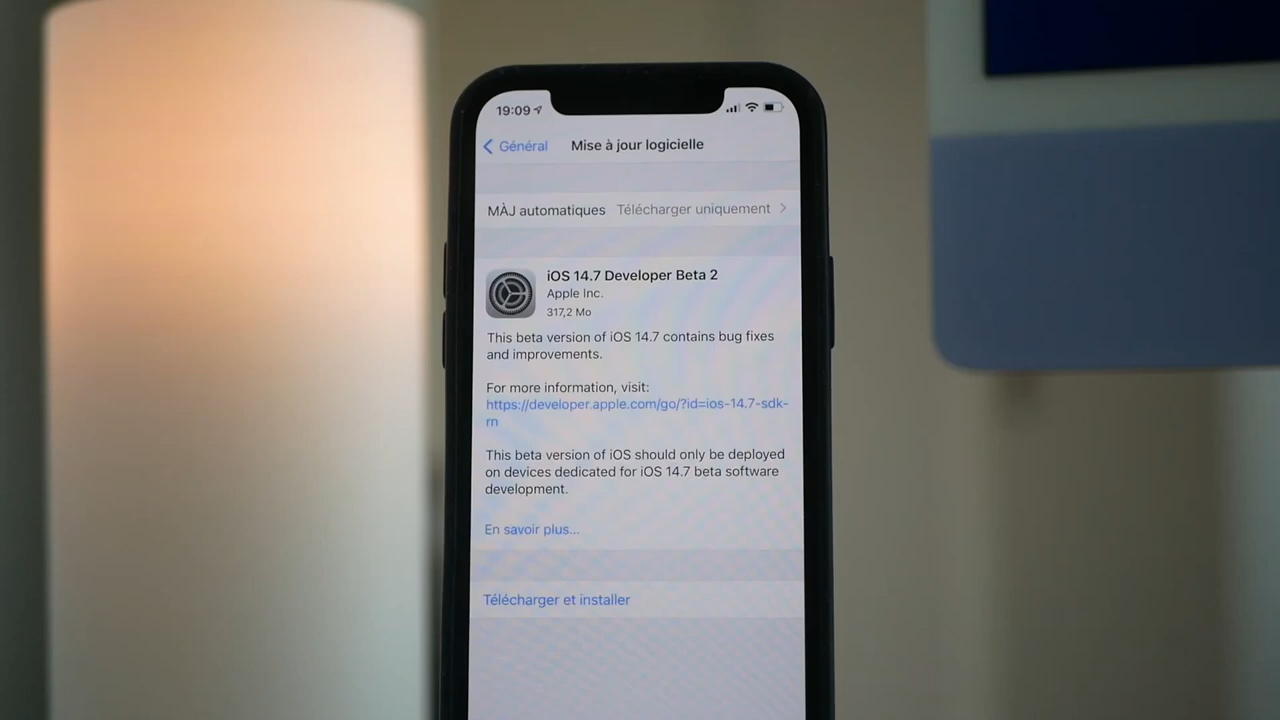 19:09
Général
Mise à jour logicielle
MÀJ automatiques Télécharger uniquement
iOS 14.7 Developer Beta 2
Apple Inc.
317,2 Mo
This beta version of iOS 14.7 contains bug fixes
and improvements.
For more information, visit:
https://developer.apple.com/go/?id=ios-14.7-sdk-
rn
This beta version of iOS should only be deployed
on devices dedicated for iOS 14.7 beta software
development.
En savoir plus...
Télécharger et installer